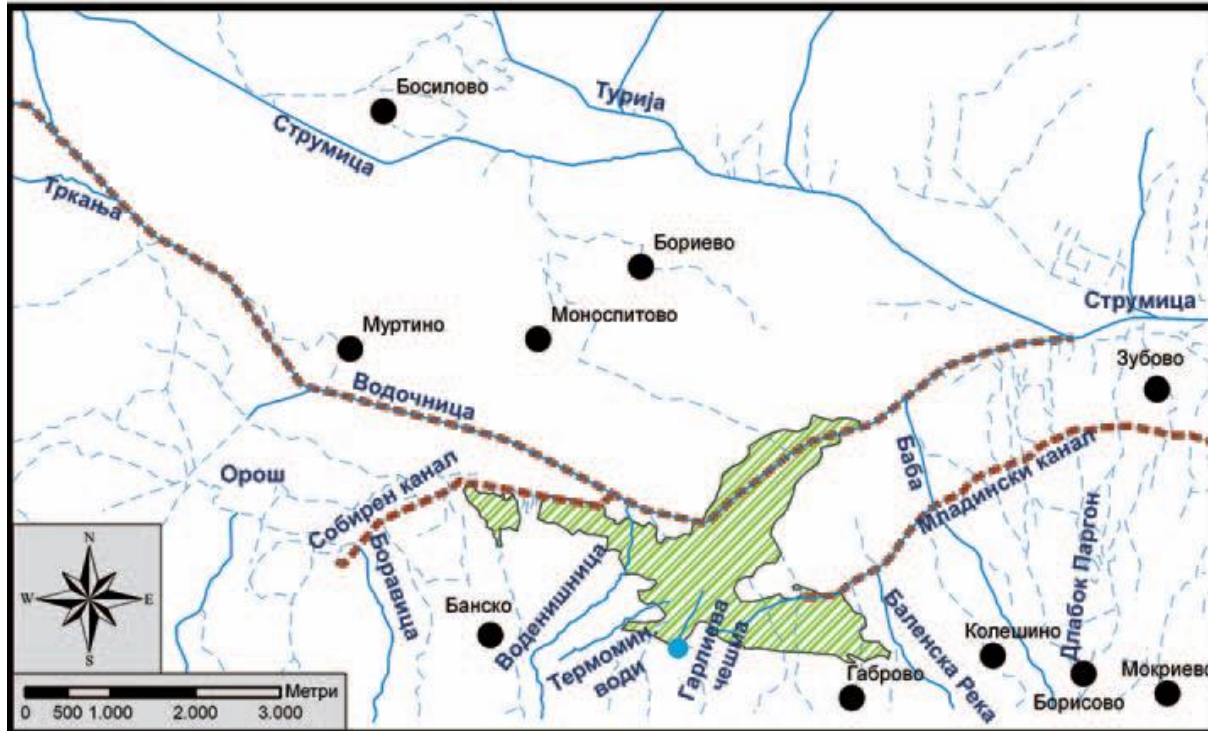 Босилово
Турија
Струмица
Тркања
Бориево
Струмица
Моноспитово
Муртино
Зубово
Водочница
Баба
Младински канал
Орош
Собирен канал
Боравица
Длабок Паргон
Воденишница
Банско
Термомин.
води
Гарлиева
чешма
Баленска Река
Колешино
Габрово
Борисово
Мокриево
N
W E
S
Метри
0 500 1.000 2.000 3.000